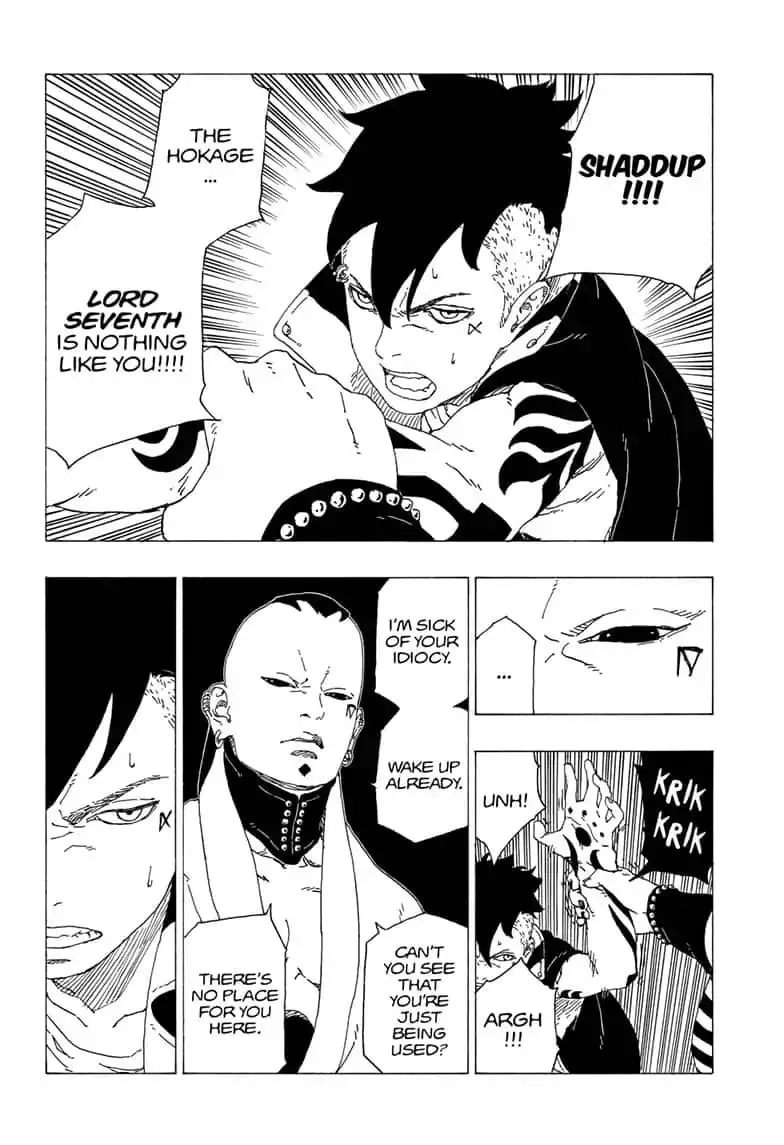 SHADDUP
!!!!
THE
HOKAGE
...
LORD
SEVENTH
IS NOTHING
LIKE YOU!!!!
...
KRIK
KRIK
UNH!
ARGH
!!!
I'M SICK
OF YOUR
IDIOCY.
WAKE UP
ALREADY.
CAN'T
YOU SEE
THAT
YOU'RE
JUST
BEING
USED?
THERE'S
NO PLACE
FOR YOU
HERE.